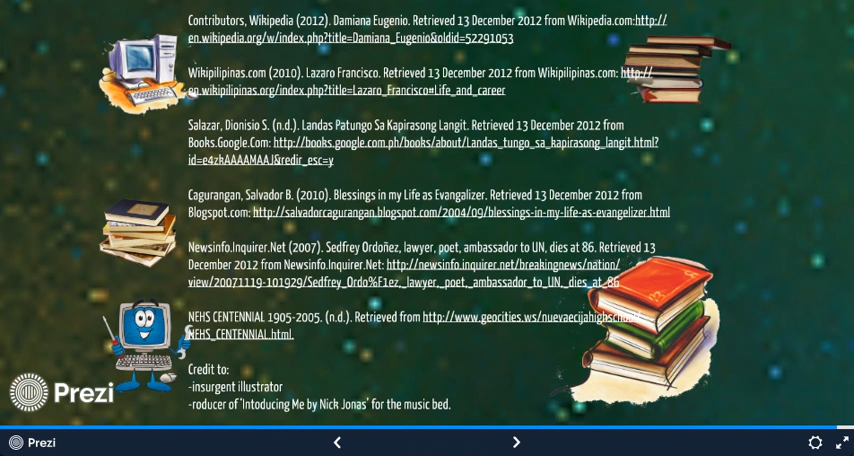 Contributors, Wikipedia (2012). Damiana Eugenio. Retrieved 13 December 2012 from Wikipedia.com:http://
en.wikipedia.org/w/index.php?title=Damiana_Eugenio&oldid=52291053
Wikipilipinas.com (2010). Lazaro Francisco. Retrieved 13 December 2012 from Wikipilipinas.com: http://
en.wikipilipinas.org/index.php?title=Lazaro_Francisco#Life_and_career
Salazar, Dionisio S. (n.d.). Landas Patungo Sa Kapirasong Langit. Retrieved 13 December 2012 from
Books.Google.Com: http://books.google.com.ph/books/about/Landas_tungo_sa_kapirasong_langit.html?
id=e4zkAAAAMAAJ&redir_esc=y
Cagurangan, Salvador B. (2010). Blessings in my Life as Evangalizer. Retrieved 13 December 2012 from
Blogspot.com: http://salvadorcagurangan.blogspot.com/2004/09/blessings-in-my-life-as-evangelizer.html
Newsinfo.Inquirer.Net (2007). Sedfrey Ordoñez, lawyer, poet, ambassador to UN, dies at 86. Retrieved 13
December 2012 from Newsinfo.Inquirer.Net: http://newsinfo.inquirer.net/breakingnews/nation/
view/20071119-101929/Sedfrey_Ordo%F1ez,_lawyer,_poet,_ambassador_to_UN,_dies_at_86
NEHS CENTENNIAL 1905-2005. (n.d.). Retrieved from http://www.geocities.ws/nuevaecijahighschool/
NEHS_CENTENNIAL.html.
Credit to:
-insurgent illustrator
-roducer of 'Intoducing Me by Nick Jonas' for the music bed.
Prezi
Prezi